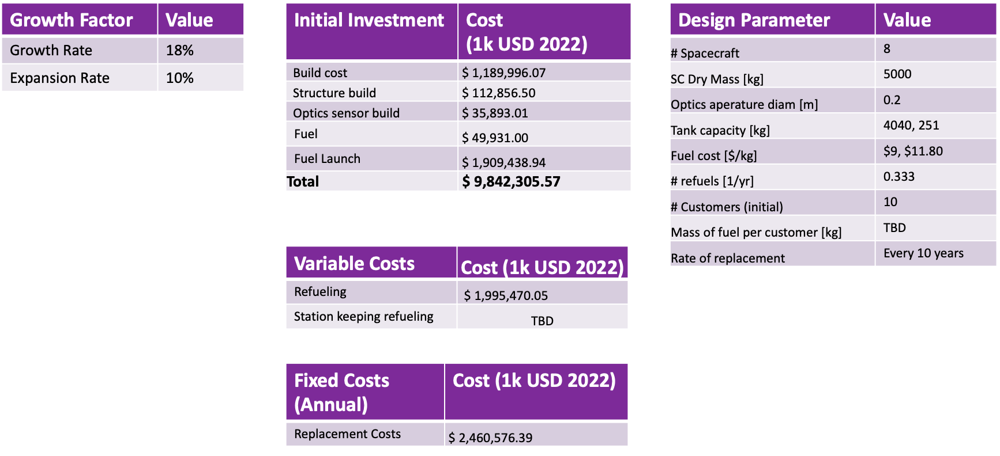 Growth Factor Value
Growth Rate 18%
Expansion Rate 10%
Initial Investment Cost
(1k USD 2022)
Build cost $ 1,189,996.07
Structure build $ 112,856.50
Optics sensor build $ 35,893.01
Fuel $ 49,931.00
Fuel Launch $ 1,909,438.94
Total $ 9,842,305.57
Variable Costs Cost (1k USD 2022)
Refueling $ 1,995,470.05
Station keeping refueling TBD
Fixed Costs Cost (1k USD 2022)
(Annual)
Replacement Costs $ 2,460,576.39
Design Parameter Value
# Spacecraft 8
SC Dry Mass [kg] 5000
Optics aperature diam [m] 0.2
Tank capacity [kg] 4040, 251
Fuel cost [$/kg] $9, $11.80
# refuels [1/yr] 0.333
# Customers (initial) 10
Mass of fuel per customer [kg] TBD
Rate of replacement Every 10 years